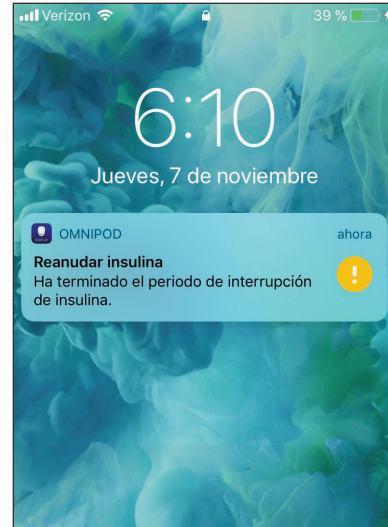 Verizon 39 %
6:10
Jueves, 7 de noviembre
OMNIPOD ahora
Reanudar insulina
Ha terminado el periodo de interrupción
de insulina.